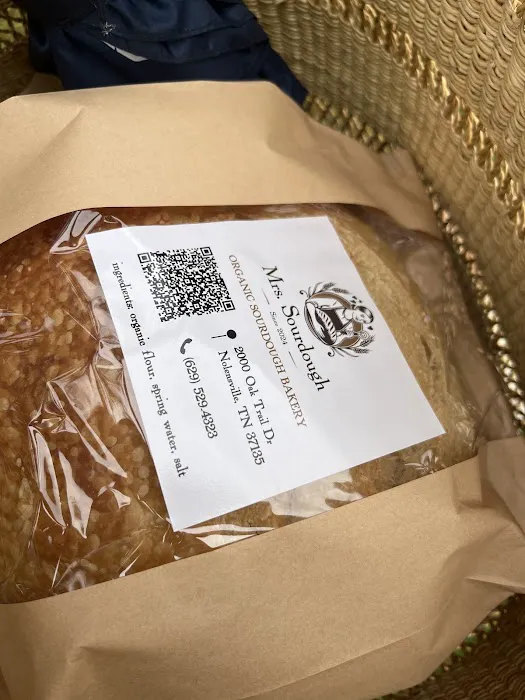 Mrs. Sourdough
Since 2024
ORGANIC SOURDOUGH BAKERY
2000 Oak Trail Dr
Nolensville, TN 37135
(629) 529-4323
ingredients: organic flour, spring water, salt